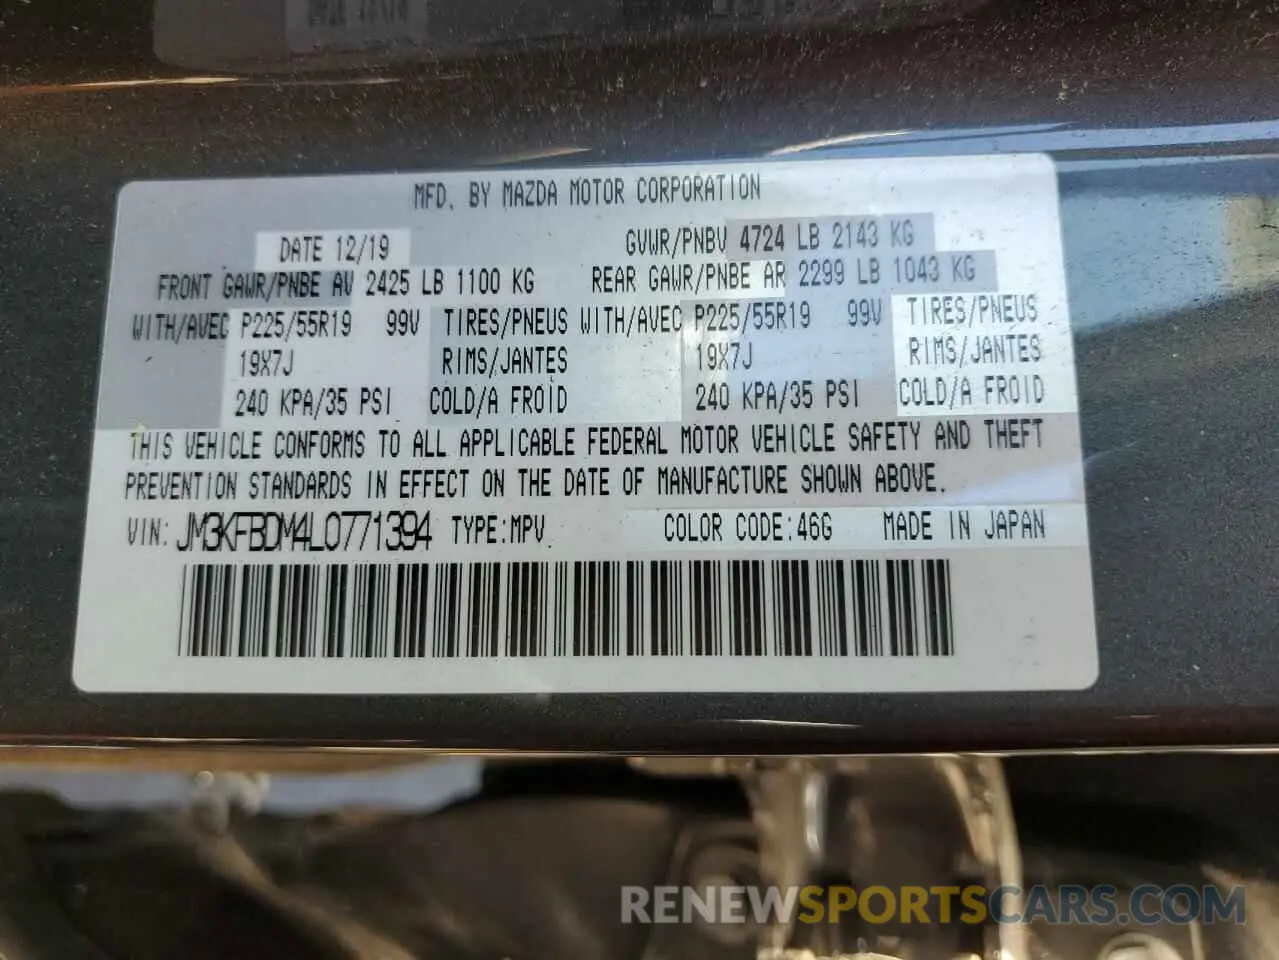 MFD. BY MAZDA MOTOR CORPORATION
DATE 12/19 GVWR/PNBV 4724 LB 2143 KG
FRONT GAWR/PNBE AV 2425 LB 1100 KG REAR GAWR/PNBE AR 2299 LB 1043 KG
WITH/AVEC P225/55R19 99V TIRES/PNEUS WITH/AVEC P225/55R19 99V TIRES/PNEUS
19X7J RIMS/JANTES 19X7J RIMS/JANTES
240 KPA/35 PSI COLD/A FROID 240 KPA/35 PSI COLD/A FROID
THIS VEHICLE CONFORMS TO ALL APPLICABLE FEDERAL MOTOR VEHICLE SAFETY AND THEFT
PREVENTION STANDARDS IN EFFECT ON THE DATE OF MANUFACTURE SHOWN ABOVE.
VIN: JM3KFBDM4L0771394 TYPE:MPV COLOR CODE:46G MADE IN JAPAN
RENEWSPORTSCARS.COM